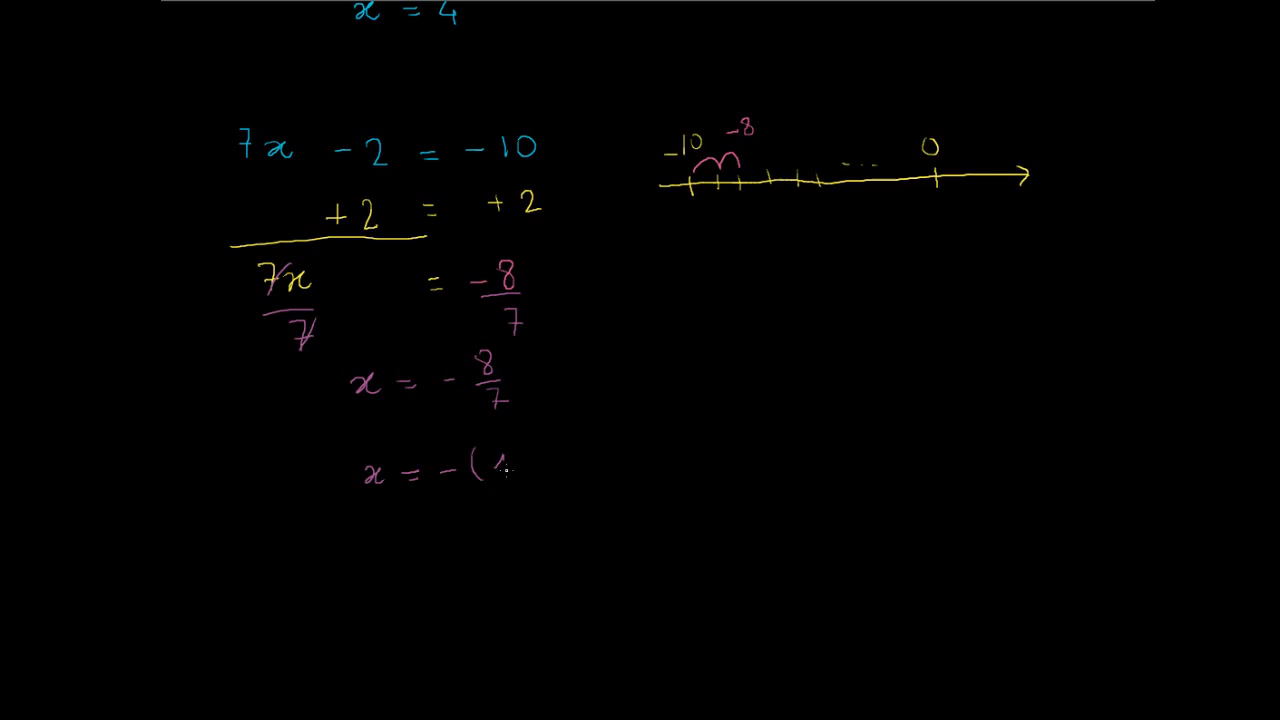 x = 4
7x - 2 = - 10
+ 2 = + 2
7x/7 = - 8/7
x = - 8/7
x = - (1
-10 -8 ... 0